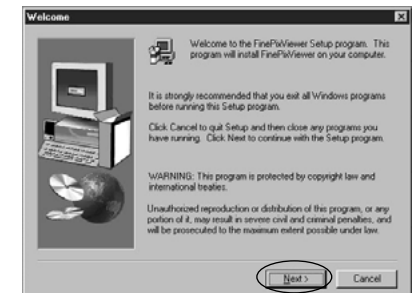 Welcome
Welcome to the FinePixViewer Setup program. This
program will install FinePixViewer on your computer.
It is strongly recommended that you exit all Windows programs
before running this Setup program.
Click Cancel to quit Setup and then close any programs you
have running. Click Next to continue with the Setup program.
WARNING: This program is protected by copyright law and
international treaties.
Unauthorized reproduction or distribution of this program, or any
portion of it, may result in severe civil and criminal penalties, and
will be prosecuted to the maximum extent possible under law.
Next >
Cancel